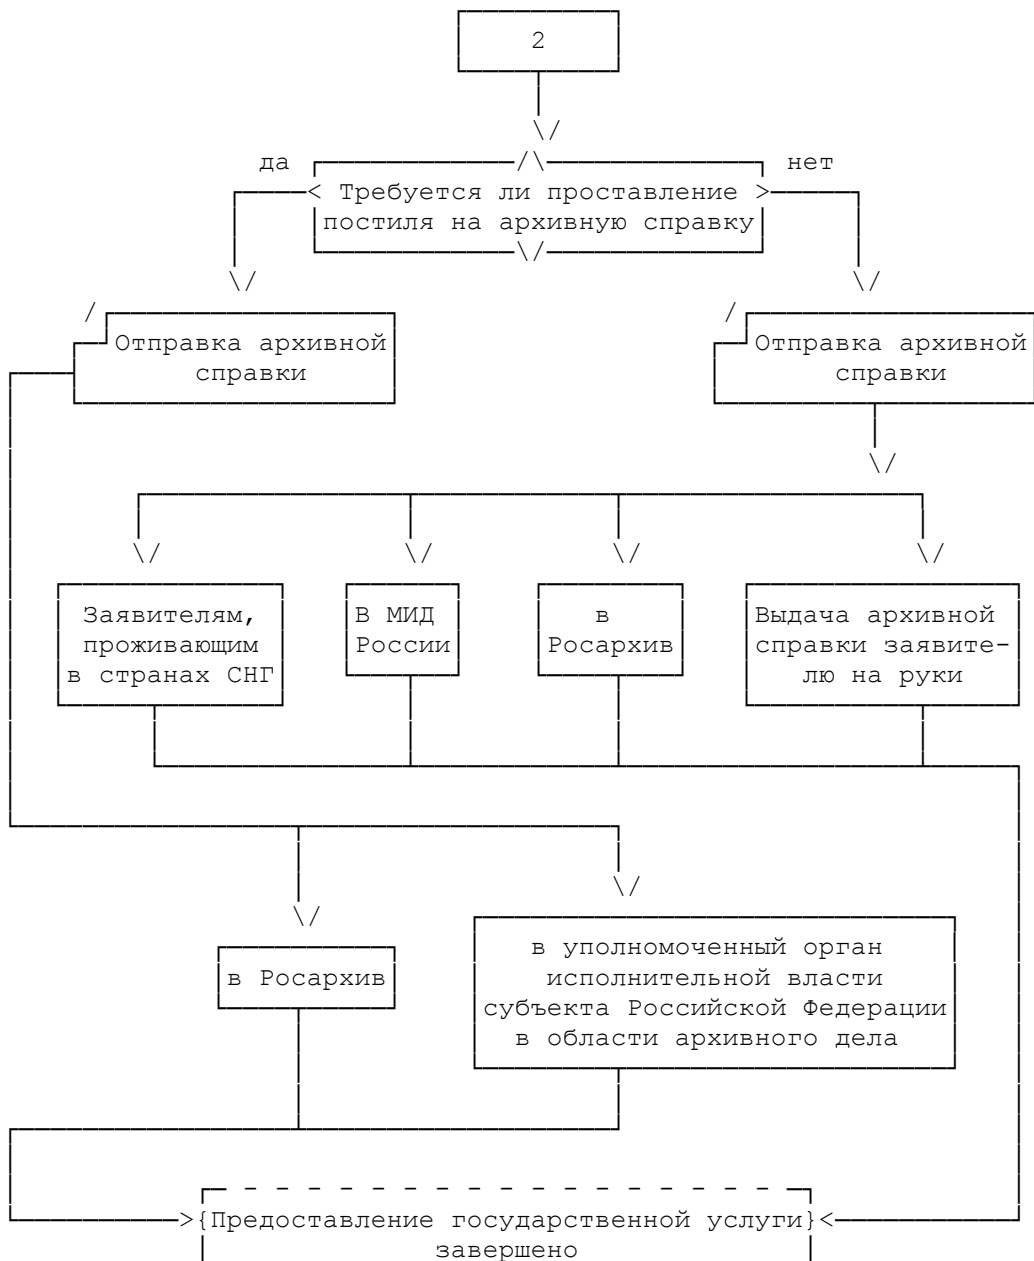 2
да
нет
Требуется ли проставление
постиля на архивную справку
Отправка архивной
справки
Отправка архивной
справки
Заявителям,
проживающим
в странах СНГ
В МИД
России
в
Росархив
Выдача архивной
справки заявите-
лю на руки
в Росархив
в уполномоченный орган
исполнительной власти
субъекта Российской Федерации
в области архивного дела
Предоставление государственной услуги
завершено